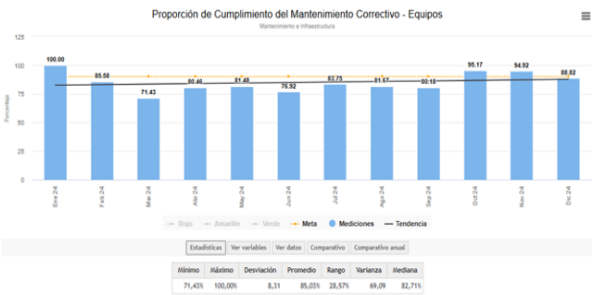 Proporción de Cumplimiento del Mantenimiento Correctivo - Equipos
Mantenimiento e Infraestructura
Porcentaje
125
100
75
50
25
0
100.00
85.58
71.43
80.46
81.48
76.92
83.75
81.57
80.18
95.17
94.92
88.82
Ene 24
Feb 24
Mar 24
Abr 24
May 24
Jun 24
Jul 24
Ago 24
Sep 24
Oct 24
Nov 24
Dic 24
Rojo Amarillo Verde Meta Mediciones Tendencia
Estadísticas Ver variables Ver datos Comparativo Comparativo anual
Mínimo Máximo Desviación Promedio Rango Varianza Mediana
71,43% 100,00% 8,31 85,03% 28,57% 69,09 82,71%